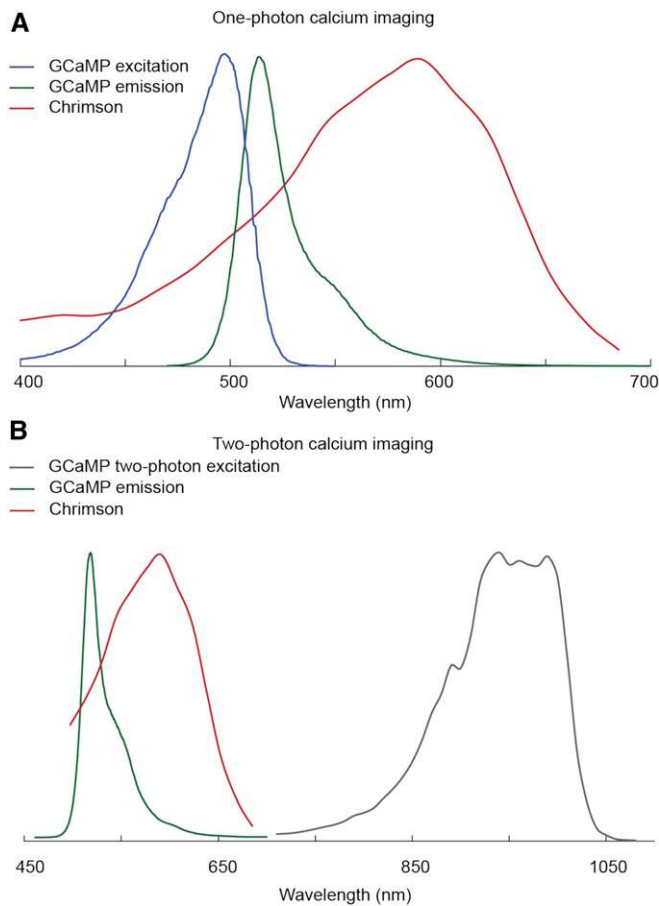 A
One-photon calcium imaging
GCaMP excitation
GCaMP emission
Chrimson
400 500 600 700
Wavelength (nm)
B
Two-photon calcium imaging
GCaMP two-photon excitation
GCaMP emission
Chrimson
450 650 850 1050
Wavelength (nm)